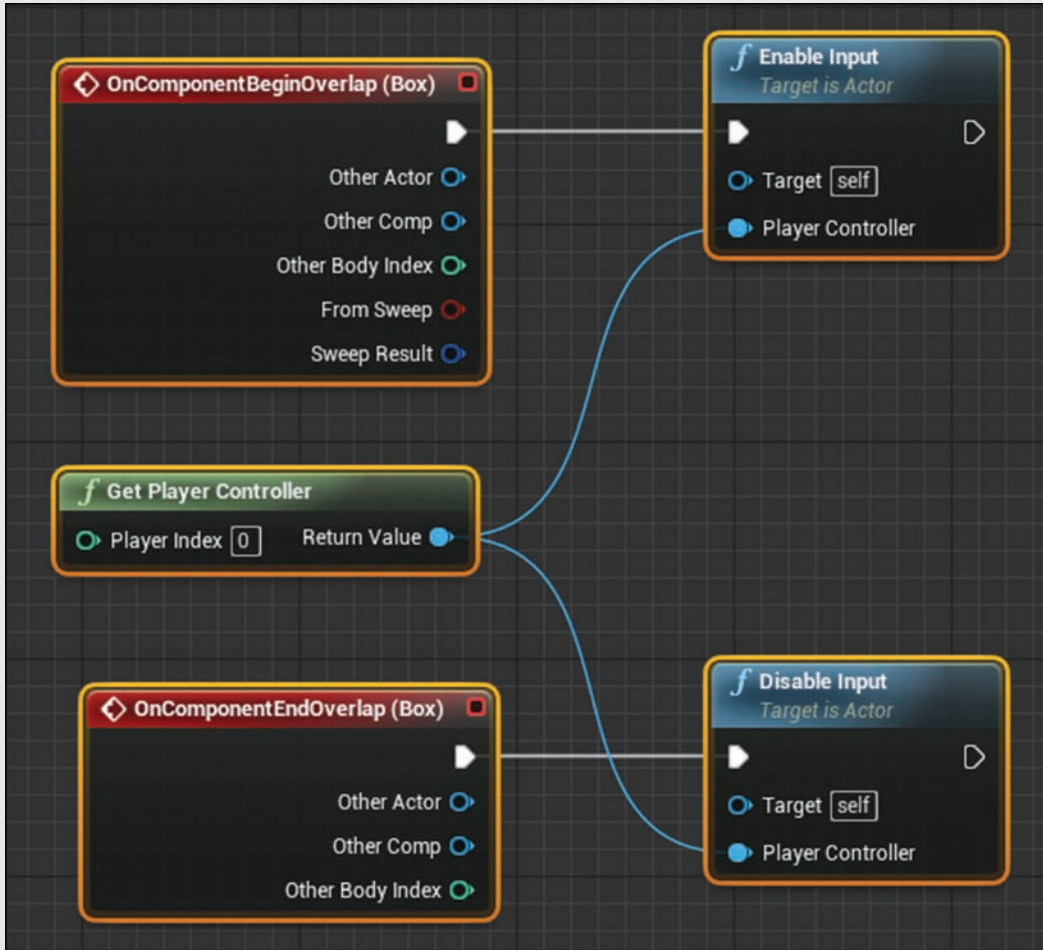 OnComponentBeginOverlap (Box)
Other Actor
Other Comp
Other Body Index
From Sweep
Sweep Result
f Enable Input
Target is Actor
Target self
Player Controller
f Get Player Controller
Player Index 0 Return Value
OnComponentEndOverlap (Box)
Other Actor
Other Comp
Other Body Index
f Disable Input
Target is Actor
Target self
Player Controller